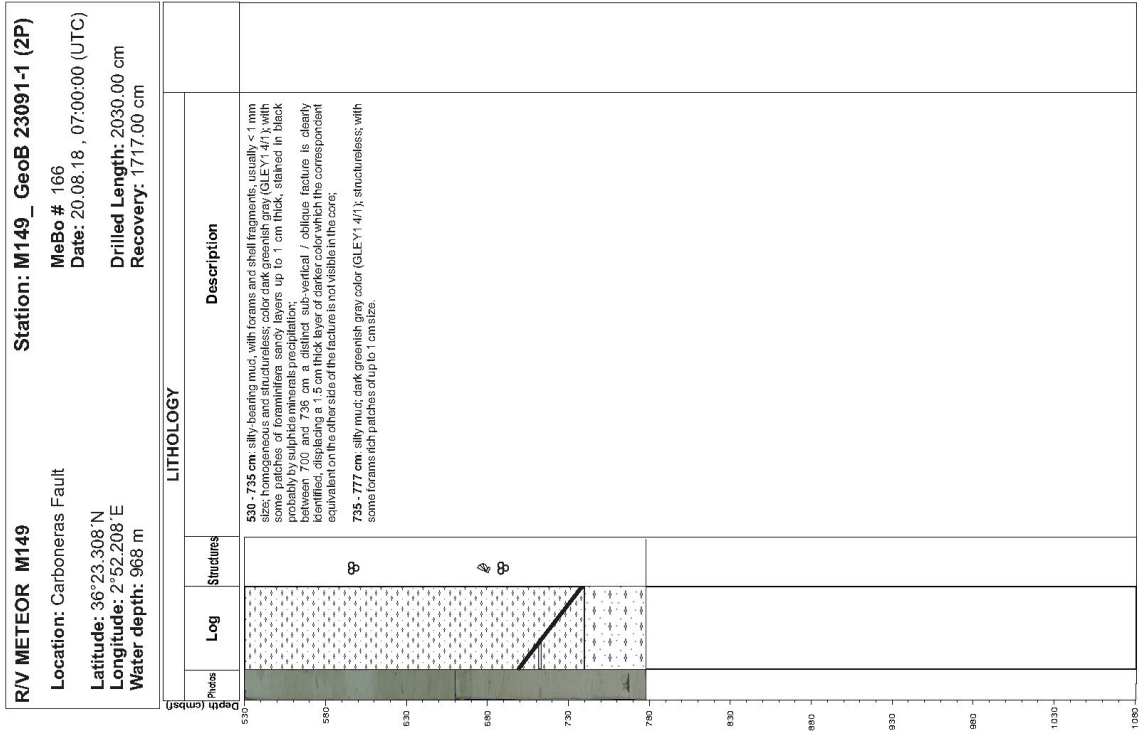 R/V METEOR M149 Station: M149_ GeoB 23091-1 (2P)
Location: Carboneras Fault MeBo # 166
Date: 20.08.18 , 07:00:00 (UTC)
Latitude: 36°23.308´N
Longitude: 2°52.208´E Drilled Length: 2030.00 cm
Water depth: 968 m Recovery: 1717.00 cm
LITHOLOGY
Depth (cmbsf)
Photos
Log
Structures
Description
530 - 735 cm: silty-bearing mud, with forams and shell fragments, usually < 1 mm
size; homogeneous and structureless; color dark greenish gray (GLEY1 4/1); with
some patches of foraminifera sandy layers up to 1 cm thick, stained in black
probably by sulphide minerals precipitation;
between 700 and 736 cm a distinct sub-vertical / oblique facture is clearly
identified, displacing a 1.5 cm thick layer of darker color which the correspondent
equivalent on the other side of the facture is not visible in the core;
735 - 777 cm: silty mud; dark greenish gray color (GLEY1 4/1); structureless; with
some forams rich patches of up to 1 cm size.
530
580
630
680
730
780
830
880
930
980
1030
1080